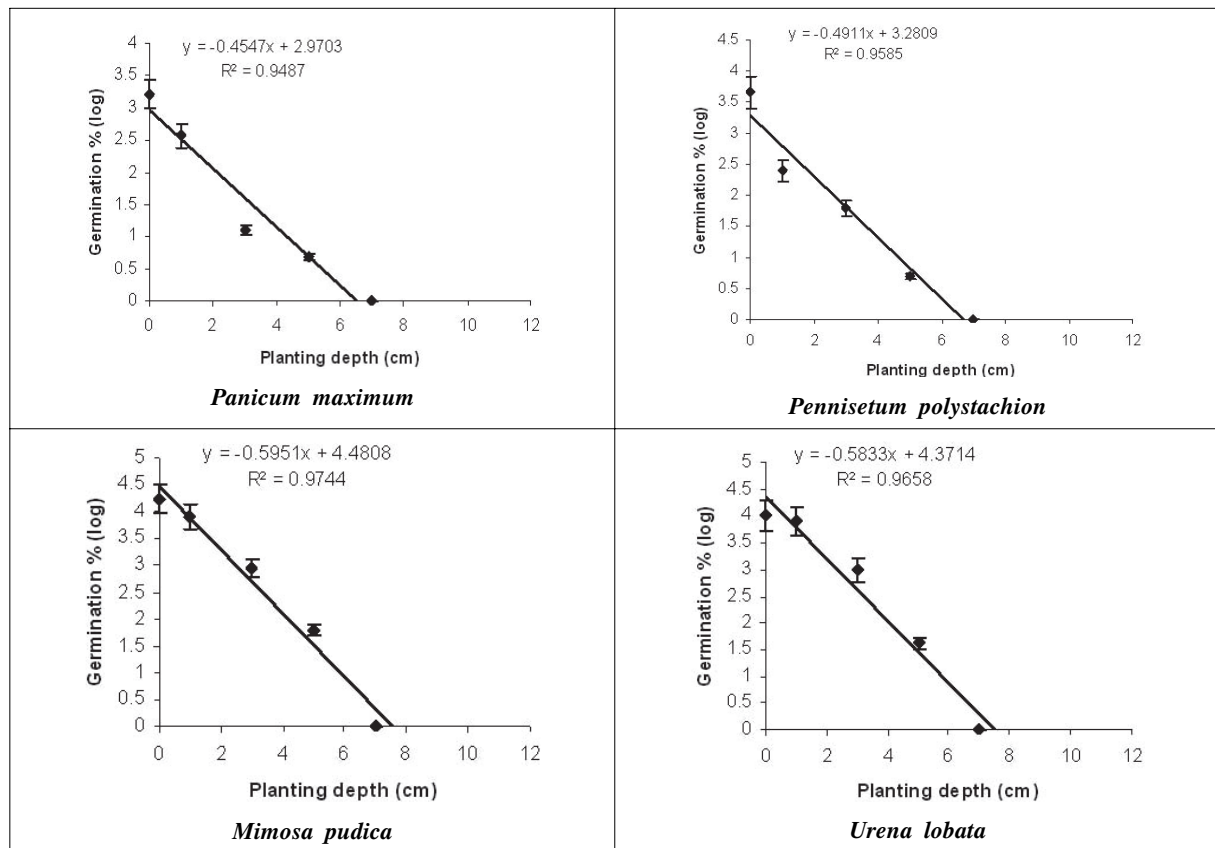 y = -0.4547x + 2.9703
R² = 0.9487
Germination % (log)
4
3.5
3
2.5
2
1.5
1
0.5
0
0 2 4 6 8 10 12
Planting depth (cm)
Panicum maximum
y = -0.4911x + 3.2809
R² = 0.9585
Germination % (log)
4.5
4
3.5
3
2.5
2
1.5
1
0.5
0
0 2 4 6 8 10 12
Planting depth (cm)
Pennisetum polystachion
y = -0.5951x + 4.4808
R² = 0.9744
Germination % (log)
5
4.5
4
3.5
3
2.5
2
1.5
1
0.5
0
0 2 4 6 8 10 12
Planting depth (cm)
Mimosa pudica
y = -0.5833x + 4.3714
R² = 0.9658
Germination % (log)
5
4.5
4
3.5
3
2.5
2
1.5
1
0.5
0
0 2 4 6 8 10 12
Planting depth (cm)
Urena lobata